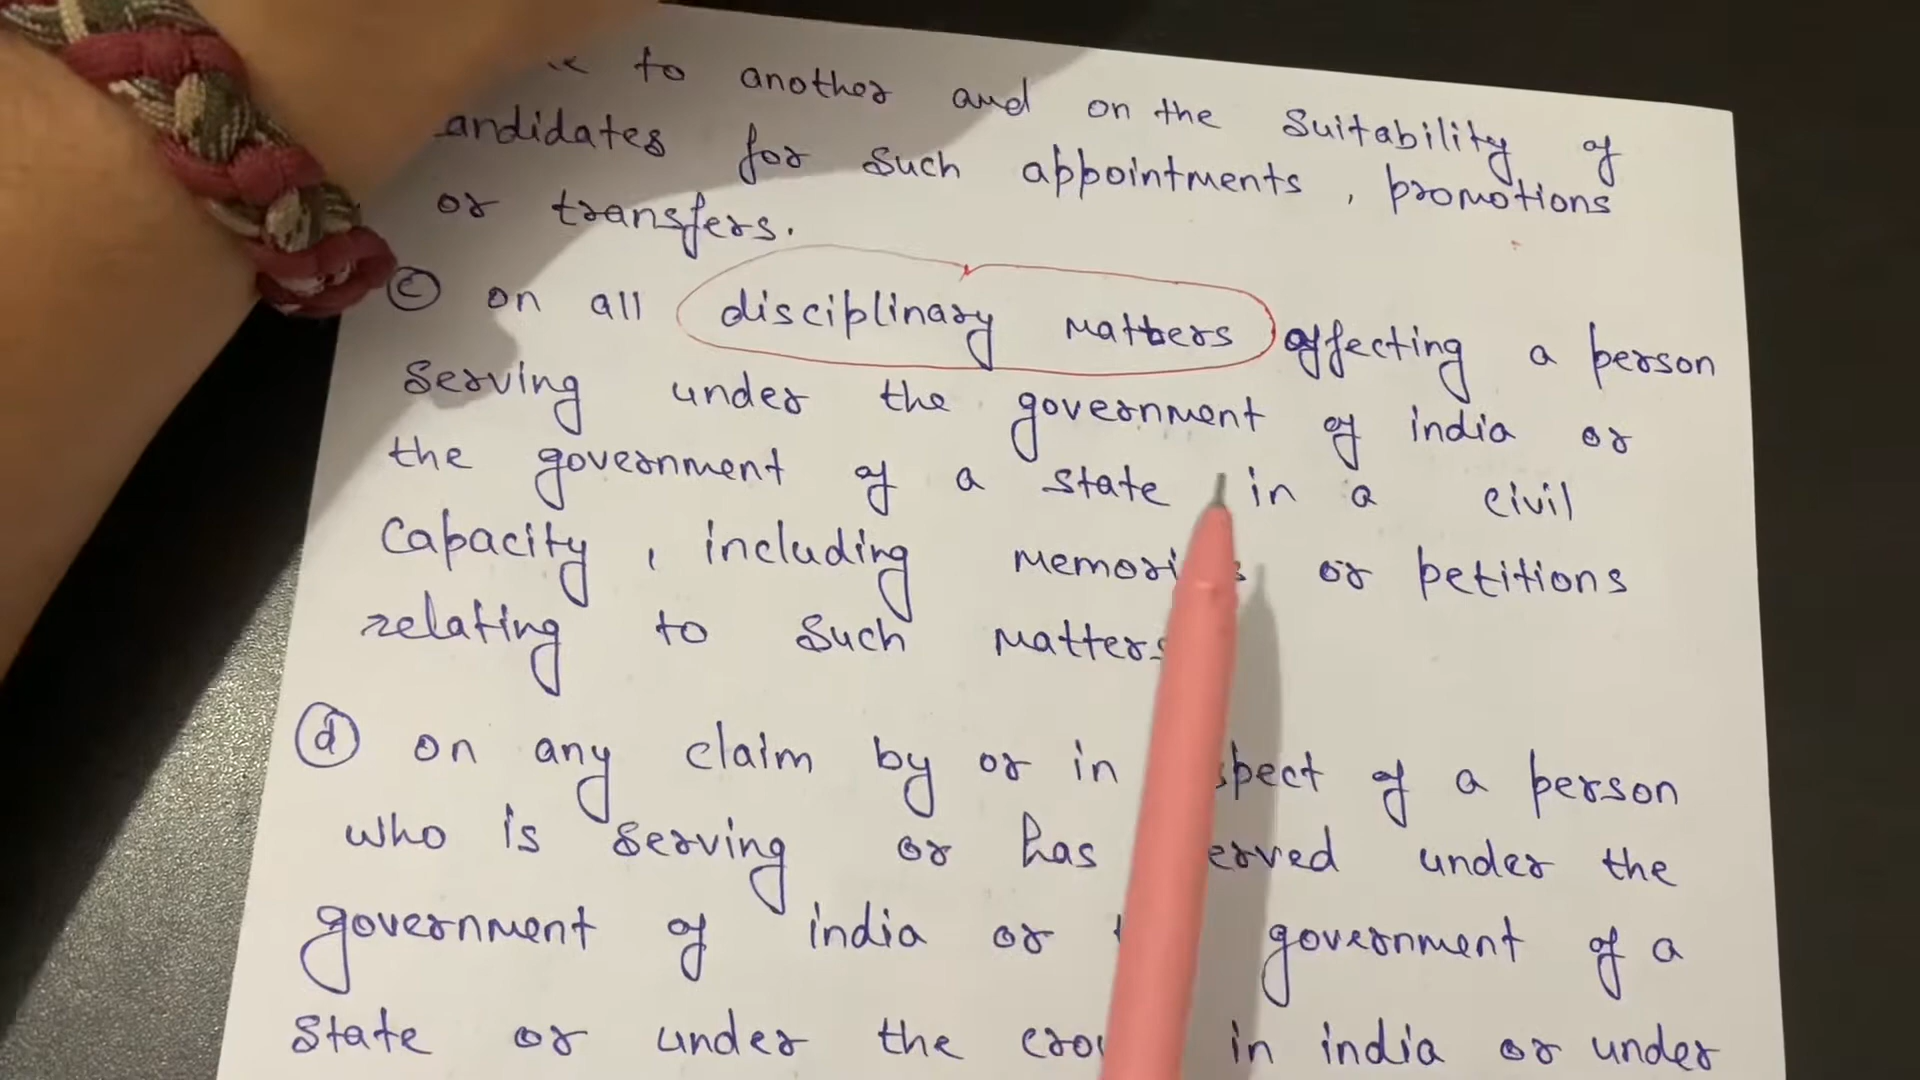 to another and on the suitability of
andidates for such appointments, promotions
or transfers.
(c) on all disciplinary matters affecting a person
serving under the government of india or
the government of a state in a civil
capacity, including or petitions
relating to such matters
(d) on any claim by or in a person
who is serving or has under the
government of india or government of a
state or under the in india or under